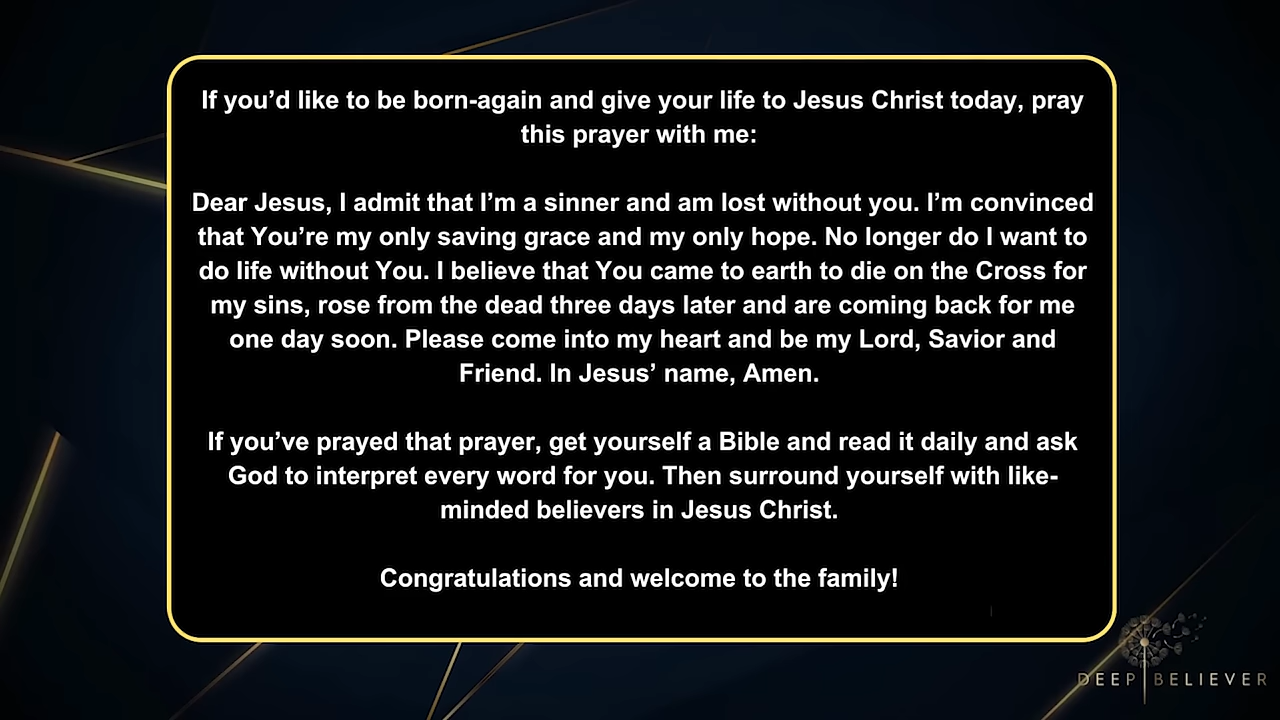 If you’d like to be born-again and give your life to Jesus Christ today, pray
this prayer with me:
Dear Jesus, I admit that I’m a sinner and am lost without you. I’m convinced
that You’re my only saving grace and my only hope. No longer do I want to
do life without You. I believe that You came to earth to die on the Cross for
my sins, rose from the dead three days later and are coming back for me
one day soon. Please come into my heart and be my Lord, Savior and
Friend. In Jesus’ name, Amen.
If you’ve prayed that prayer, get yourself a Bible and read it daily and ask
God to interpret every word for you. Then surround yourself with like-
minded believers in Jesus Christ.
Congratulations and welcome to the family!
DEEP BELIEVER